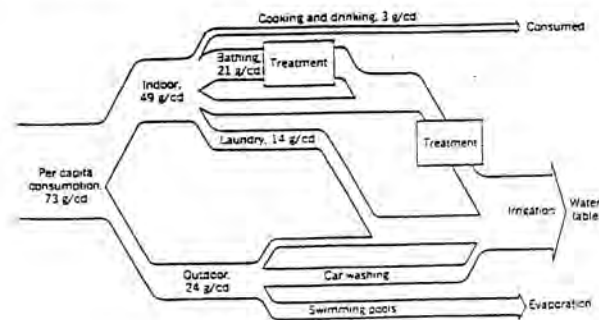 Cooking and drinking, 3 g/cd
Consumed
Bathing,
21 g/cd
Treatment
Indoor,
49 g/cd
Treatment
Laundry, 14 g/cd
Per capita
consumption,
73 g/cd
Irrigation
Water
table
Outdoor,
24 g/cd
Car washing
Swimming pools
Evaporation